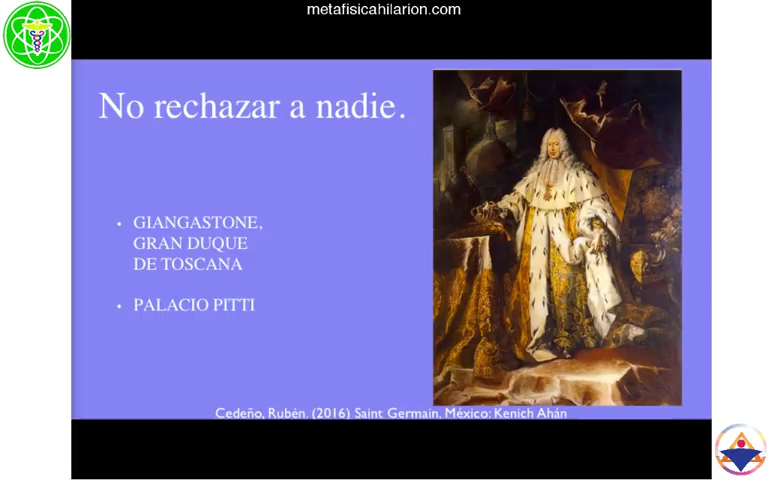 metafisicahilarion.com
No rechazar a nadie.
• GIANGASTONE,
GRAN DUQUE
DE TOSCANA
• PALACIO PITTI
Cedeño, Rubén. (2016) Saint Germain, México: Kenich Ahán